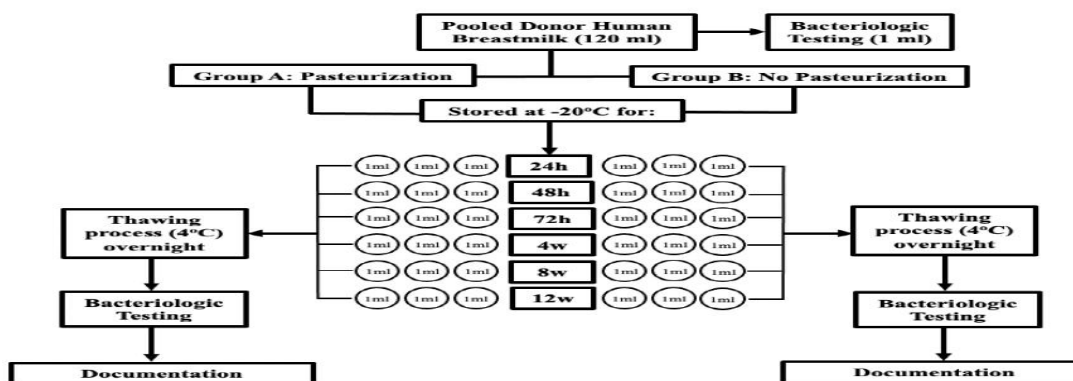 Pooled Donor Human
Breastmilk (120 ml)
Bacteriologic
Testing (1 ml)
Group A: Pasteurization
Group B: No Pasteurization
Stored at -20°C for:
1ml 1ml 1ml 24h 1ml 1ml 1ml
1ml 1ml 1ml 48h 1ml 1ml 1ml
1ml 1ml 1ml 72h 1ml 1ml 1ml
1ml 1ml 1ml 4w 1ml 1ml 1ml
1ml 1ml 1ml 8w 1ml 1ml 1ml
1ml 1ml 1ml 12w 1ml 1ml 1ml
Thawing
process (4°C)
overnight
Bacteriologic
Testing
Documentation
Thawing
process (4°C)
overnight
Bacteriologic
Testing
Documentation